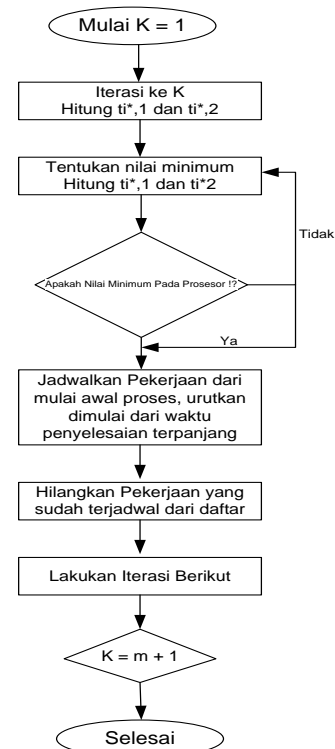 Mulai K = 1
Iterasi ke K
Hitung ti*,1 dan ti*,2
Tentukan nilai minimum
Hitung ti*,1 dan ti*2
Tidak
Apakah Nilai Minimum Pada Prosesor !?
Ya
Jadwalkan Pekerjaan dari
mulai awal proses, urutkan
dimulai dari waktu
penyelesaian terpanjang
Hilangkan Pekerjaan yang
sudah terjadwal dari daftar
Lakukan Iterasi Berikut
K = m + 1
Selesai